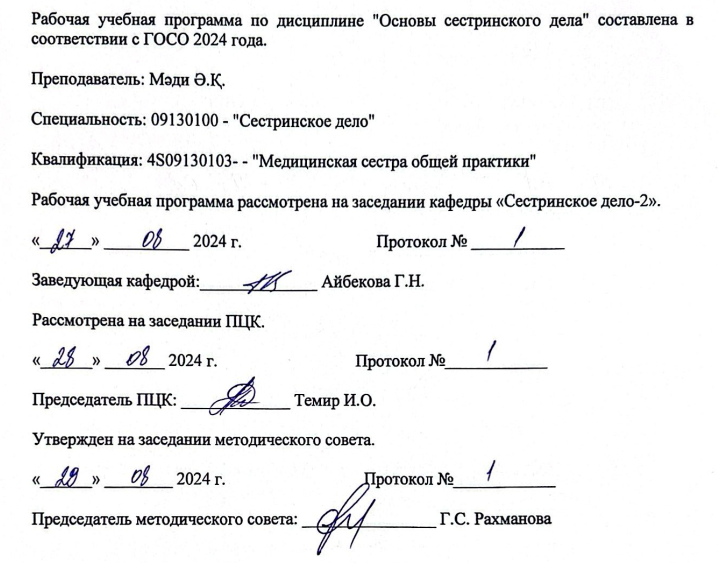 Рабочая учебная программа по дисциплине "Основы сестринского дела" составлена в
соответствии с ГОСО 2024 года.
Преподаватель: Мәди Ә.Қ.
Специальность: 09130100 - "Сестринское дело"
Квалификация: 4S09130103- - "Медицинская сестра общей практики"
Рабочая учебная программа рассмотрена на заседании кафедры «Сестринское дело-2».
«27» 08 2024 г. Протокол № 1
Заведующая кафедрой: Айбекова Г.Н.
Рассмотрена на заседании ПЦК.
«28» 08 2024 г. Протокол № 1
Председатель ПЦК: Темир И.О.
Утвержден на заседании методического совета.
«29» 08 2024 г. Протокол № 1
Председатель методического совета: Г.С. Рахманова